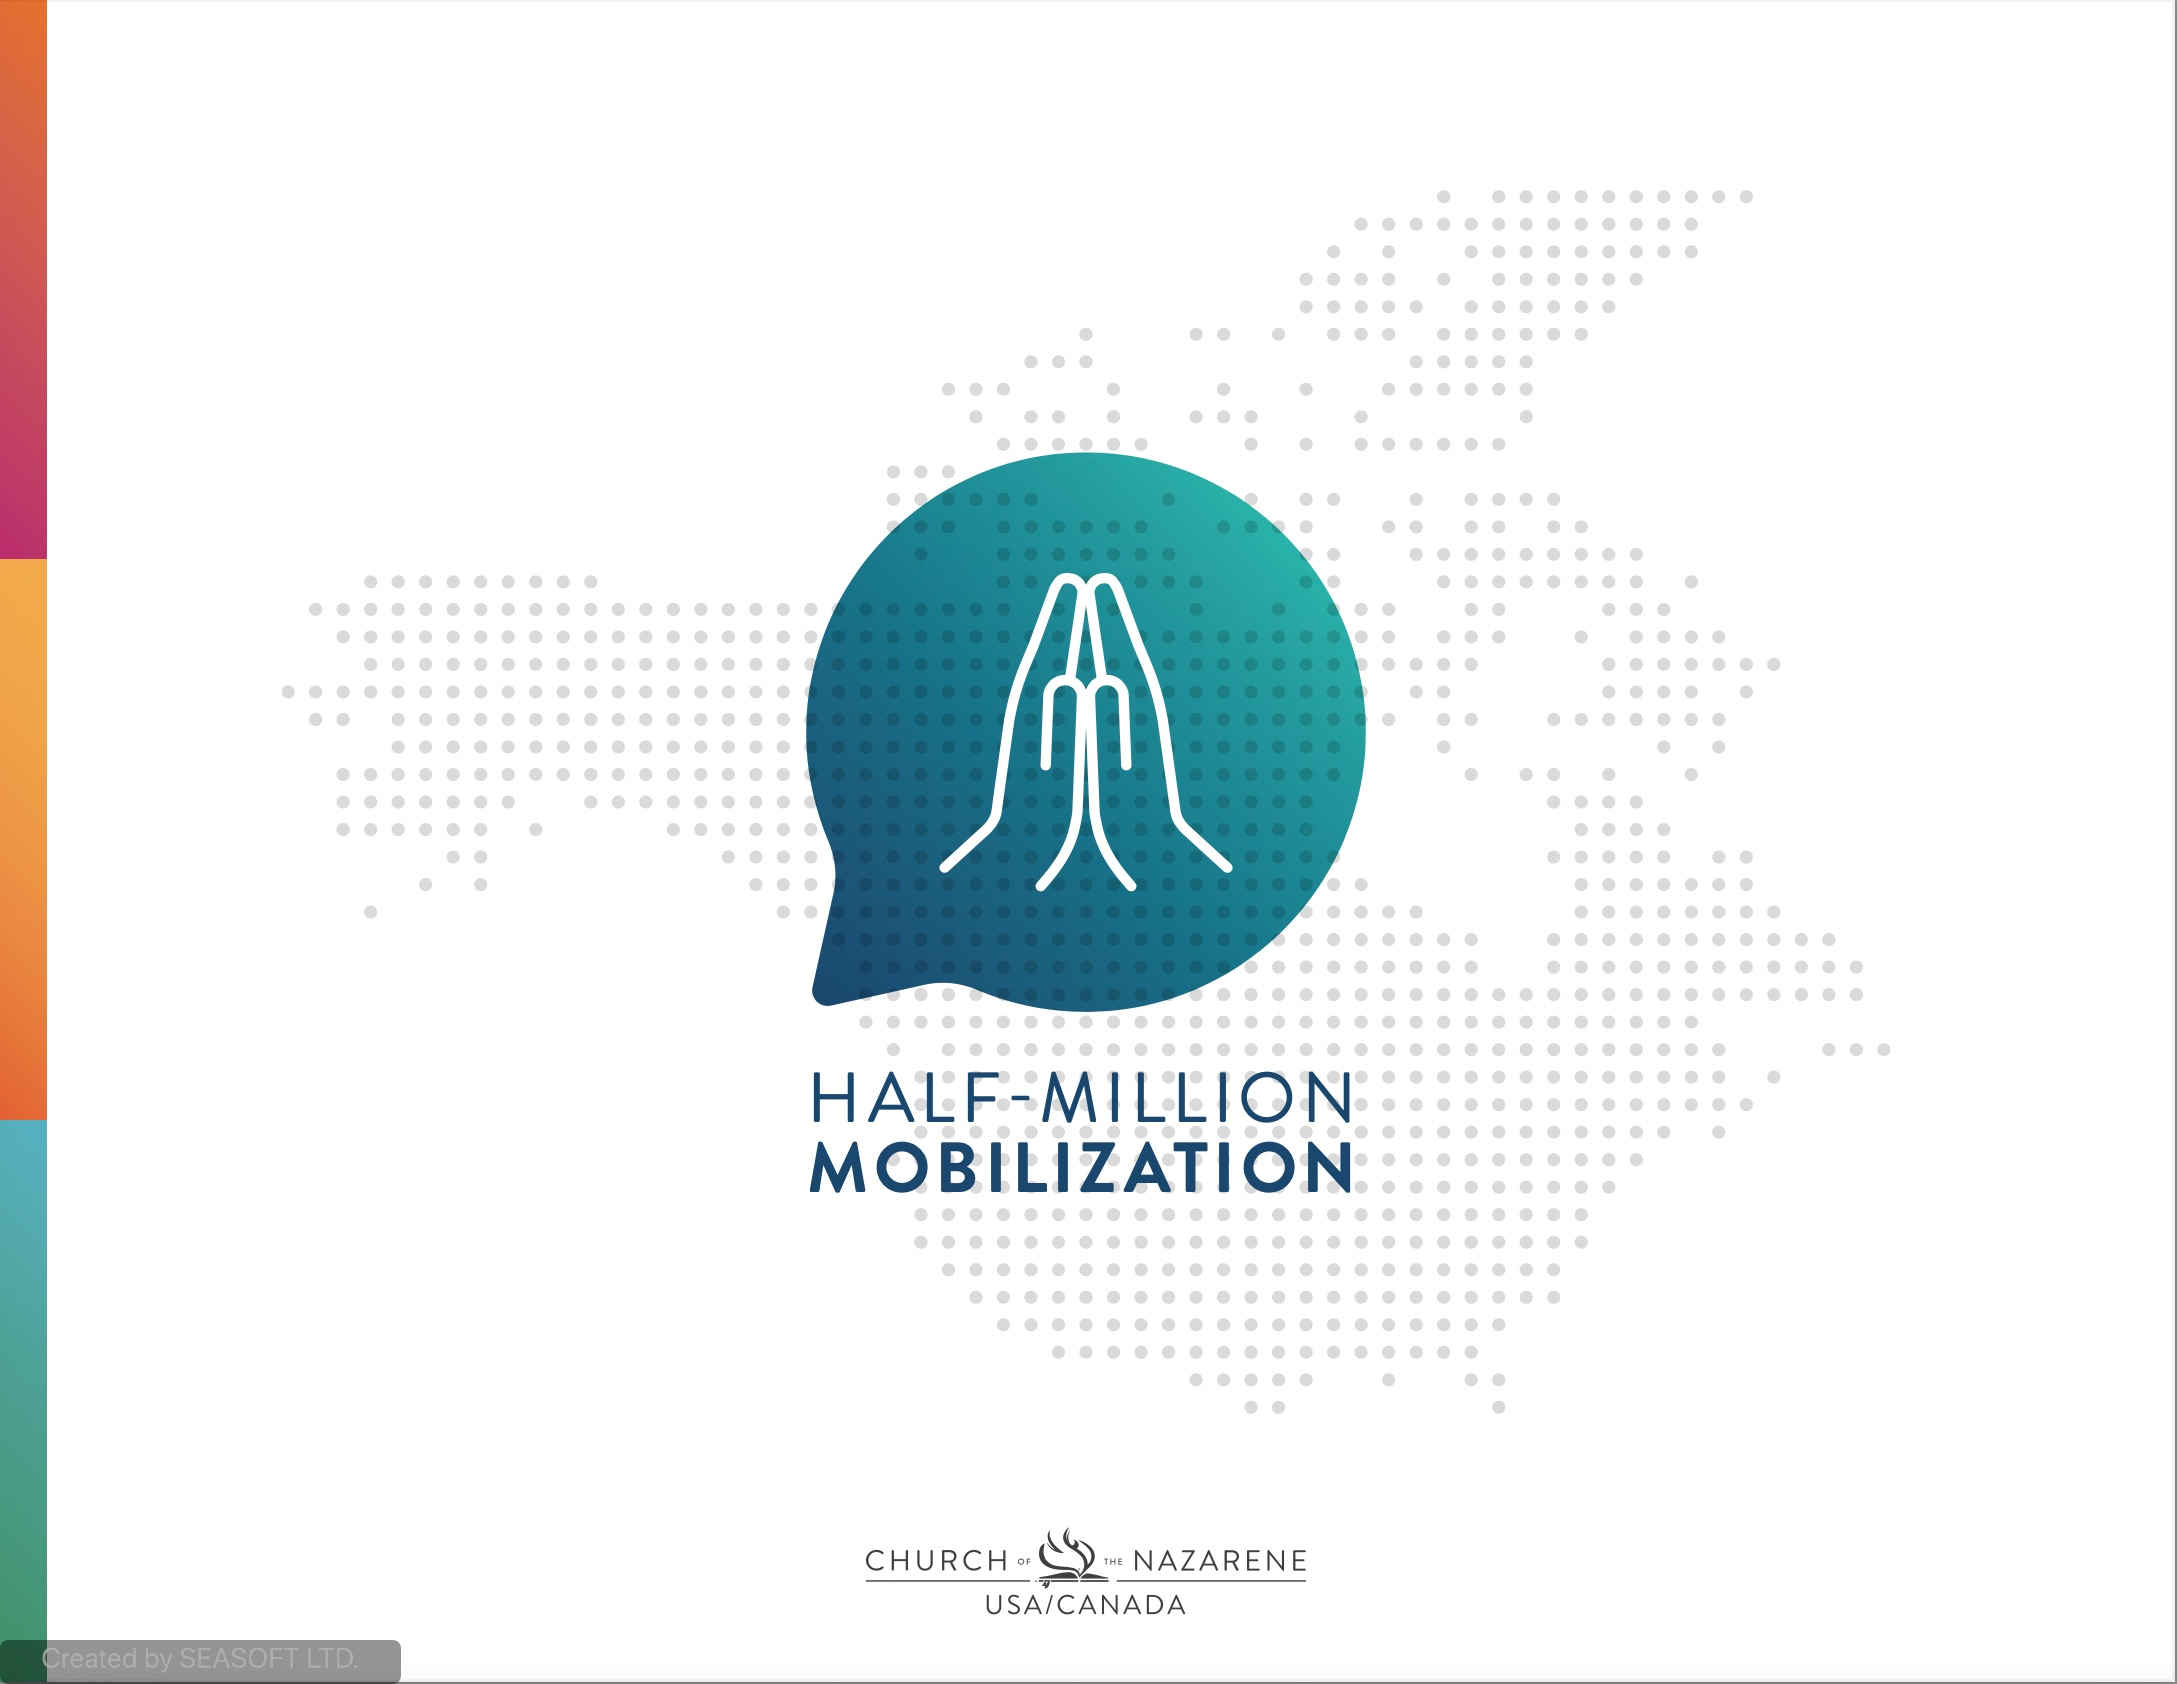 HALF-MILLION
MOBILIZATION
CHURCH OF THE NAZARENE
USA/CANADA
Created by SEASOFT LTD.